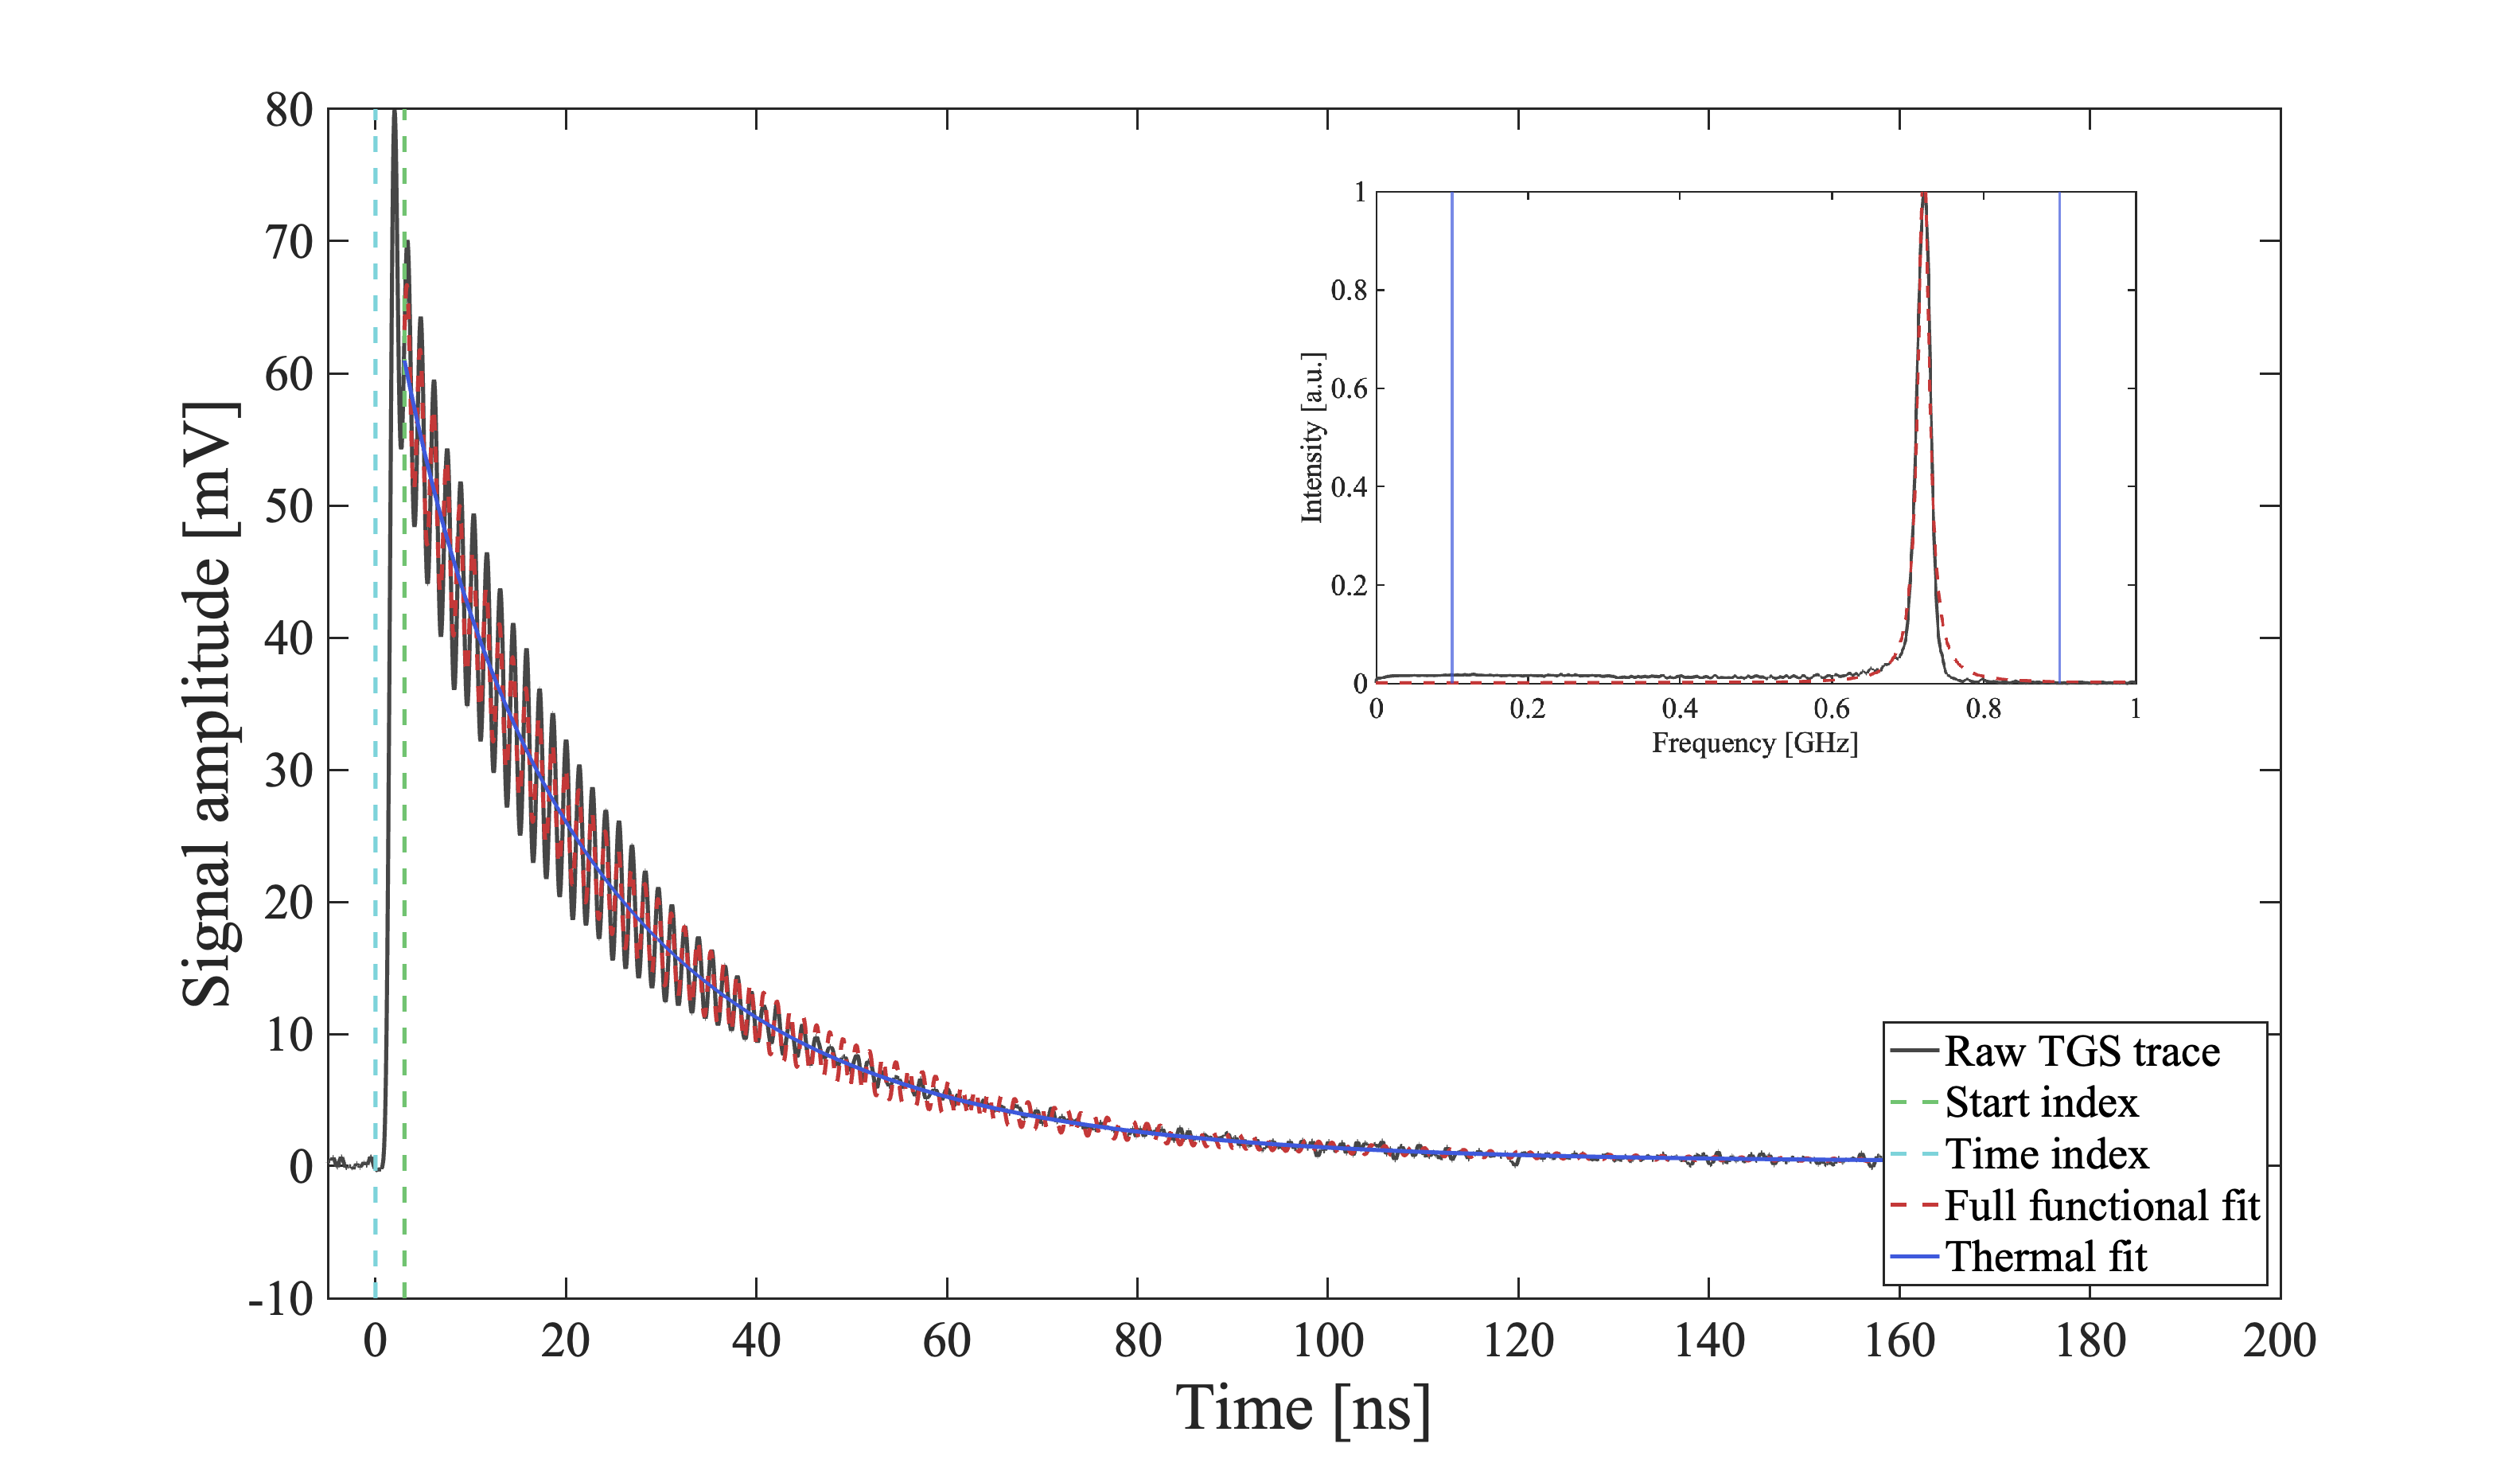 Signal amplitude [mV]
80
70
60
50
40
30
20
10
0
-10
0 20 40 60 80 100 120 140 160 180 200
Time [ns]
Intensity [a.u.]
1
0.8
0.6
0.4
0.2
0
0 0.2 0.4 0.6 0.8 1
Frequency [GHz]
Raw TGS trace
Start index
Time index
Full functional fit
Thermal fit